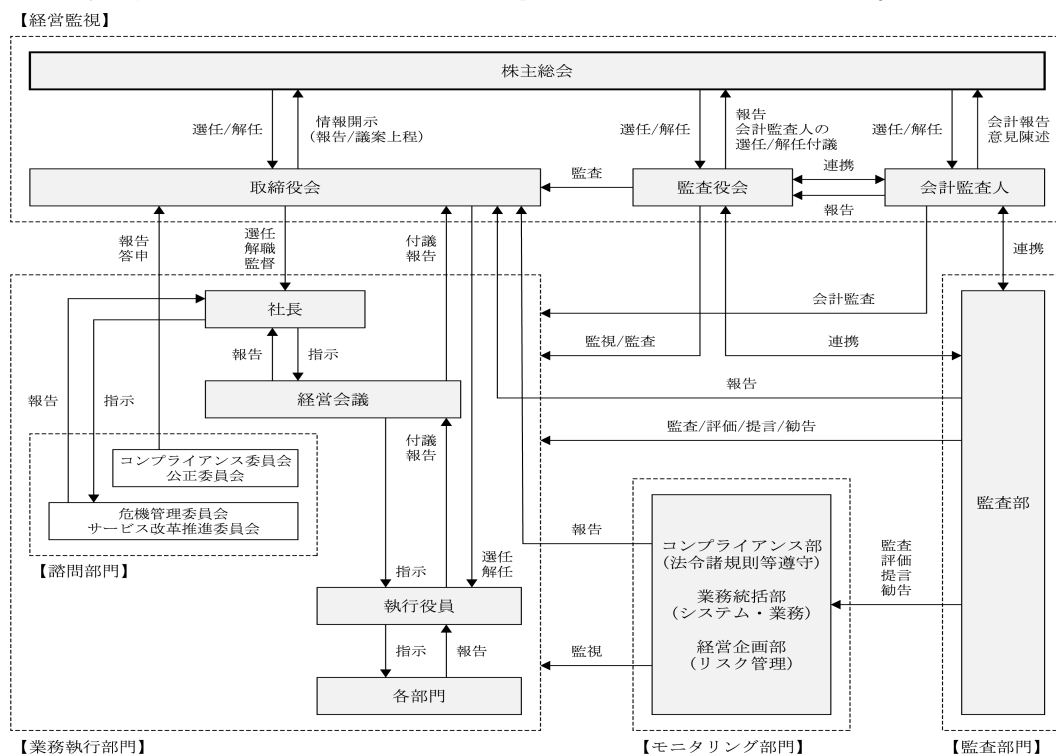 【経営監視】
株主総会
選任/解任
情報開示
(報告/議案上程)
選任/解任
報告
会計監査人の
選任/解任付議
選任/解任
会計報告
意見陳述
取締役会
監査
監査役会
連携
報告
会計監査人
報告
答申
選任
解職
監督
付議
報告
連携
社長
会計監査
報告
指示
監視/監査
連携
経営会議
報告
報告
指示
付議
報告
監査/評価/提言/勧告
コンプライアンス委員会
公正委員会
危機管理委員会
サービス改革推進委員会
【諮問部門】
指示
選任
解任
執行役員
指示
報告
各部門
報告
監視
コンプライアンス部
(法令諸規則等遵守)
業務統括部
(システム・業務)
経営企画部
(リスク管理)
監査
評価
提言
勧告
監査部
【業務執行部門】
【モニタリング部門】
【監査部門】